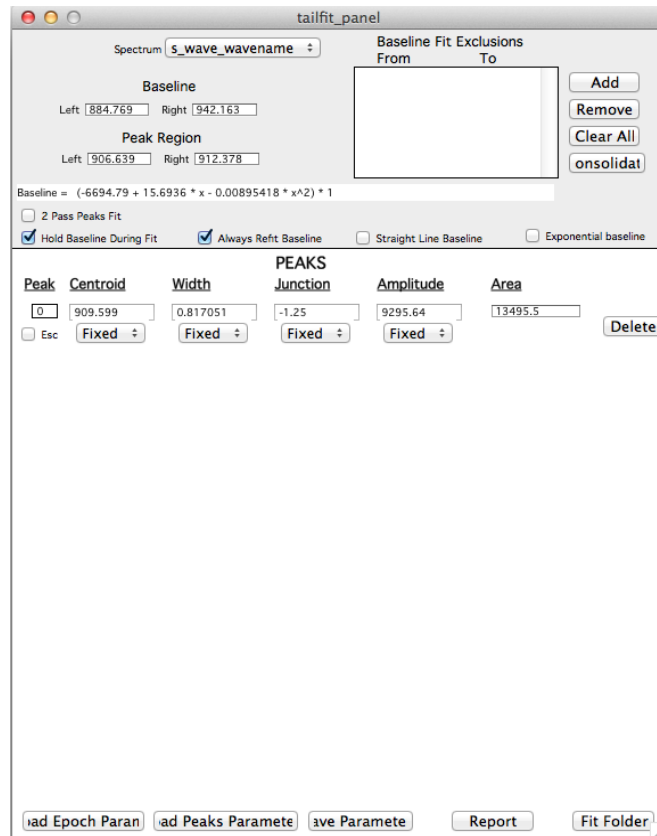 tailfit_panel
Spectrum s_wave_wavename
Baseline Fit Exclusions
From To
Baseline
Left 884.769 Right 942.163
Peak Region
Left 906.639 Right 912.378
Add
Remove
Clear All
onsolidat
Baseline = (-6694.79 + 15.6936 * x - 0.00895418 * x^2) * 1
2 Pass Peaks Fit
Hold Baseline During Fit Always Refit Baseline Straight Line Baseline Exponential baseline
PEAKS
Peak Centroid Width Junction Amplitude Area
0 909.599 0.817051 -1.25 9295.64 13495.5
Esc Fixed Fixed Fixed Fixed Delete
ad Epoch Paran ad Peaks Paramete ave Paramete Report Fit Folder